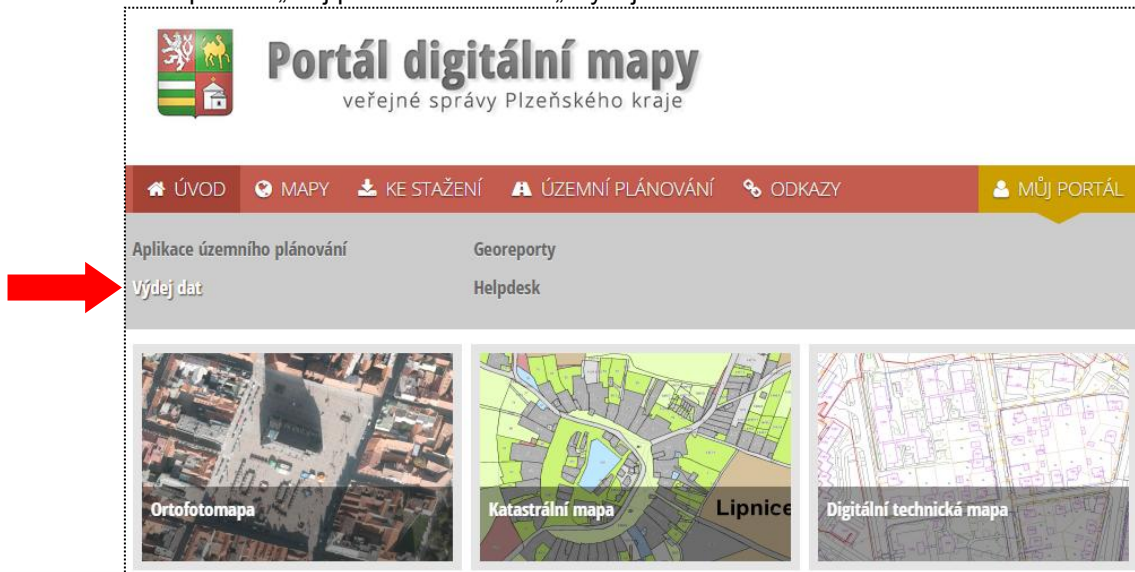 Portál digitální mapy
veřejné správy Plzeňského kraje
ÚVOD MAPY KE STAŽENÍ ÚZEMNÍ PLÁNOVÁNÍ ODKAZY MŮJ PORTÁL
Aplikace územního plánování Georeporty
Výdej dat Helpdesk
Ortofotomapa Katastrální mapa Lipnice Digitální technická mapa